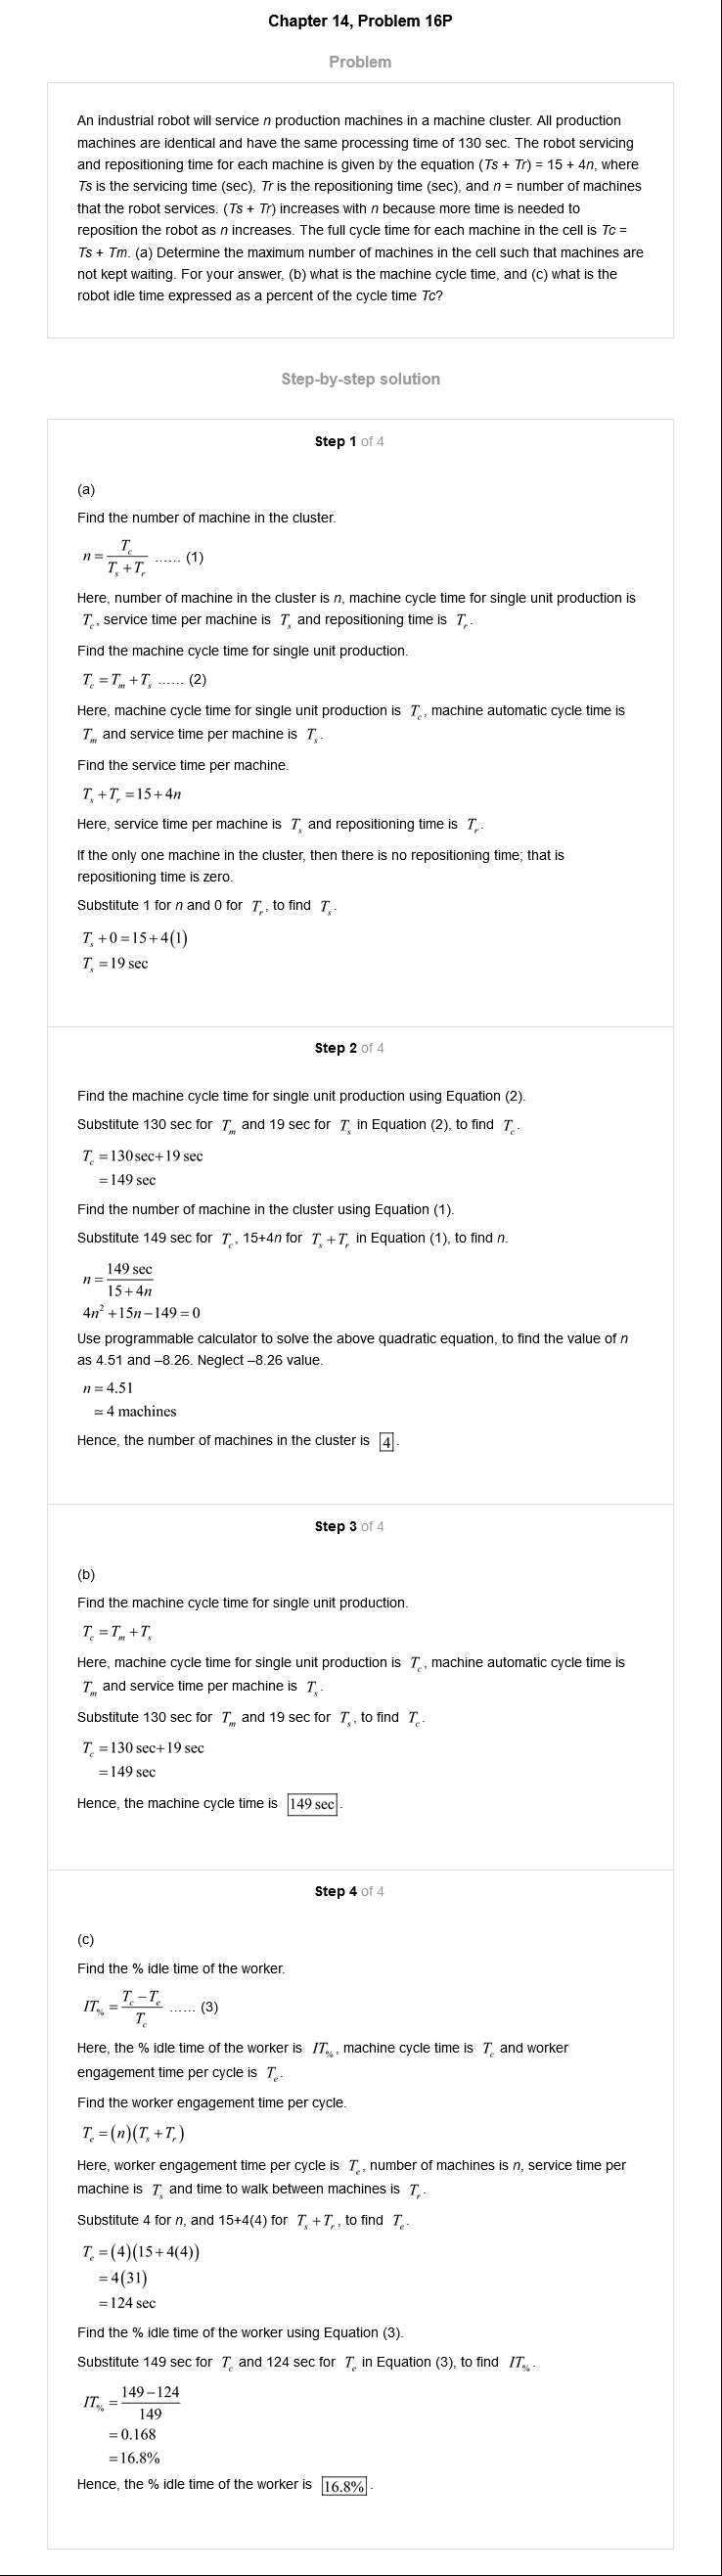 Chapter 14, Problem 16P
Problem
An industrial robot will service n production machines in a machine cluster. All production
machines are identical and have the same processing time of 130 sec. The robot servicing
and repositioning time for each machine is given by the equation (Ts + Tr) = 15 + 4n, where
Ts is the servicing time (sec), Tr is the repositioning time (sec), and n = number of machines
that the robot services. (Ts + Tr) increases with n because more time is needed to
reposition the robot as n increases. The full cycle time for each machine in the cell is Tc =
Ts + Tm. (a) Determine the maximum number of machines in the cell such that machines are
not kept waiting. For your answer, (b) what is the machine cycle time, and (c) what is the
robot idle time expressed as a percent of the cycle time Tc?
Step-by-step solution
Step 1 of 4
(a)
Find the number of machine in the cluster.
n = T_c / (T_s + T_r) ...... (1)
Here, number of machine in the cluster is n, machine cycle time for single unit production is
T_c, service time per machine is T_s and repositioning time is T_r.
Find the machine cycle time for single unit production.
T_c = T_m + T_s ...... (2)
Here, machine cycle time for single unit production is T_c, machine automatic cycle time is
T_m and service time per machine is T_s.
Find the service time per machine.
T_s + T_r = 15 + 4n
Here, service time per machine is T_s and repositioning time is T_r.
If the only one machine in the cluster, then there is no repositioning time; that is
repositioning time is zero.
Substitute 1 for n and 0 for T_r, to find T_s.
T_s + 0 = 15 + 4(1)
T_s = 19 sec
Step 2 of 4
Find the machine cycle time for single unit production using Equation (2).
Substitute 130 sec for T_m and 19 sec for T_s in Equation (2), to find T_c.
T_c = 130 sec+19 sec
= 149 sec
Find the number of machine in the cluster using Equation (1).
Substitute 149 sec for T_c, 15+4n for T_s + T_r in Equation (1), to find n.
n = 149 sec / (15 + 4n)
4n² + 15n − 149 = 0
Use programmable calculator to solve the above quadratic equation, to find the value of n
as 4.51 and –8.26. Neglect –8.26 value.
n = 4.51
≃ 4 machines
Hence, the number of machines in the cluster is 4.
Step 3 of 4
(b)
Find the machine cycle time for single unit production.
T_c = T_m + T_s
Here, machine cycle time for single unit production is T_c, machine automatic cycle time is
T_m and service time per machine is T_s.
Substitute 130 sec for T_m and 19 sec for T_s, to find T_c.
T_c = 130 sec+19 sec
= 149 sec
Hence, the machine cycle time is 149 sec.
Step 4 of 4
(c)
Find the % idle time of the worker.
IT_% = (T_c − T_e) / T_c ...... (3)
Here, the % idle time of the worker is IT_%, machine cycle time is T_c and worker
engagement time per cycle is T_e.
Find the worker engagement time per cycle.
T_e = (n)(T_s + T_r)
Here, worker engagement time per cycle is T_e, number of machines is n, service time per
machine is T_s and time to walk between machines is T_r.
Substitute 4 for n, and 15+4(4) for T_s + T_r, to find T_e.
T_e = (4)(15 + 4(4))
= 4(31)
= 124 sec
Find the % idle time of the worker using Equation (3).
Substitute 149 sec for T_c and 124 sec for T_e in Equation (3), to find IT_%.
IT_% = (149 − 124) / 149
= 0.168
= 16.8%
Hence, the % idle time of the worker is 16.8%.